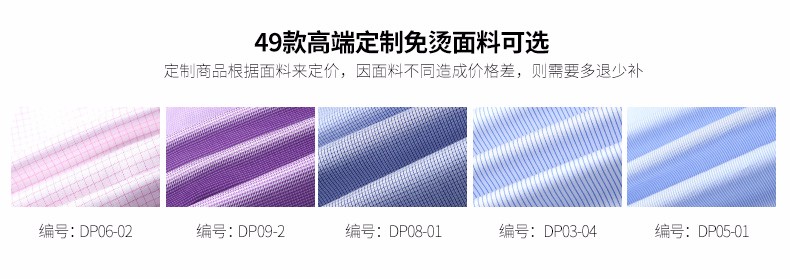 49款高端定制免烫面料可选
定制商品根据面料来定价，因面料不同造成价格差，则需要多退少补
编号: DP06-02
编号: DP09-2
编号: DP08-01
编号: DP03-04
编号: DP05-01